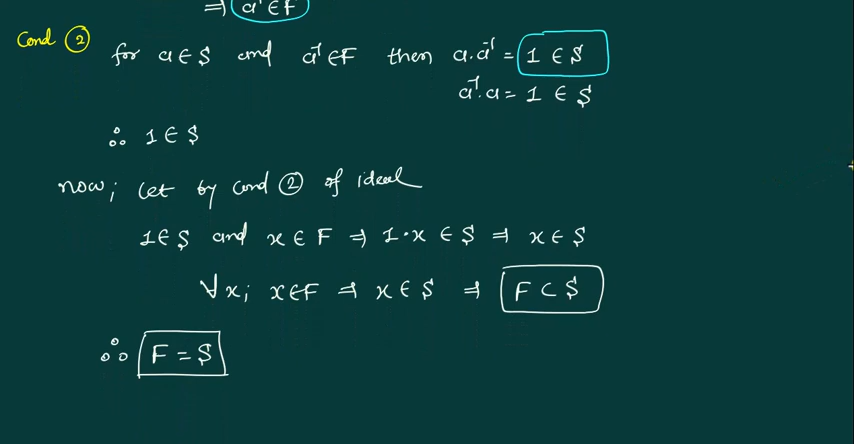 ⇒ a⁻¹ ∈ F
Cond ②
for a ∈ S and a⁻¹ ∈ F then a.a⁻¹ = 1 ∈ S
a⁻¹.a = 1 ∈ S
∴ 1 ∈ S
now; let by Cond ② of ideal
1 ∈ S and x ∈ F ⇒ 1·x ∈ S ⇒ x ∈ S
∀x; x ∈ F ⇒ x ∈ S ⇒ F ⊂ S
∴ F = S